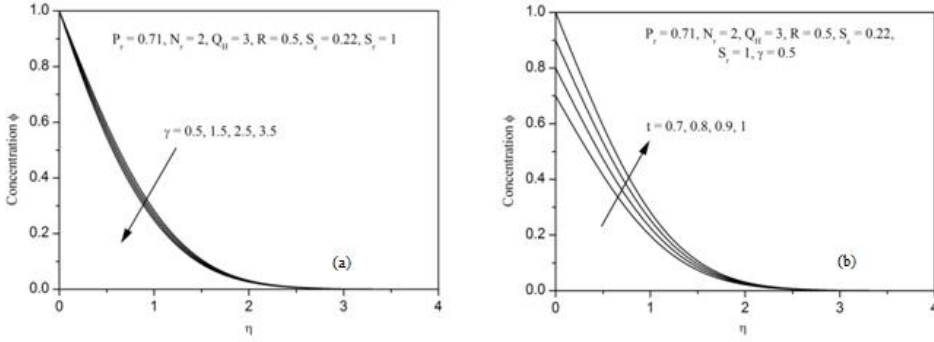 1.0
0.8
0.6
0.4
0.2
0.0
Concentration ϕ
P_r = 0.71, N_r = 2, Q_H = 3, R = 0.5, S_c = 0.22, S_r = 1
γ = 0.5, 1.5, 2.5, 3.5
(a)
0 1 2 3 4
η
1.0
0.8
0.6
0.4
0.2
0.0
Concentration ϕ
P_r = 0.71, N_r = 2, Q_H = 3, R = 0.5, S_c = 0.22,
S_r = 1, γ = 0.5
t = 0.7, 0.8, 0.9, 1
(b)
0 1 2 3 4
η